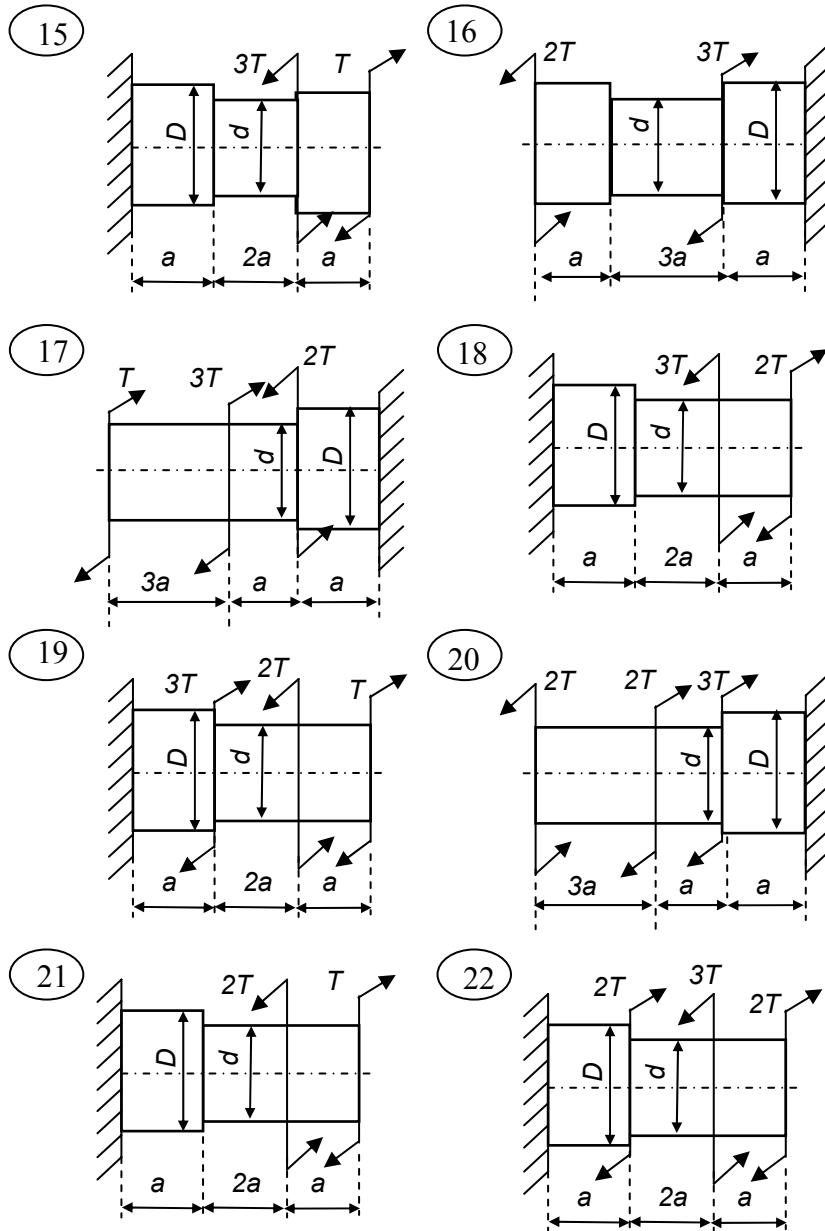 15
3T T
D d
a 2a a
16
2T 3T
d D
a 3a a
17
T 3T 2T
d D
3a a a
18
3T 2T
D d
a 2a a
19
3T 2T T
D d
a 2a a
20
2T 2T 3T
d D
3a a a
21
2T T
D d
a 2a a
22
2T 3T 2T
D d
a 2a a